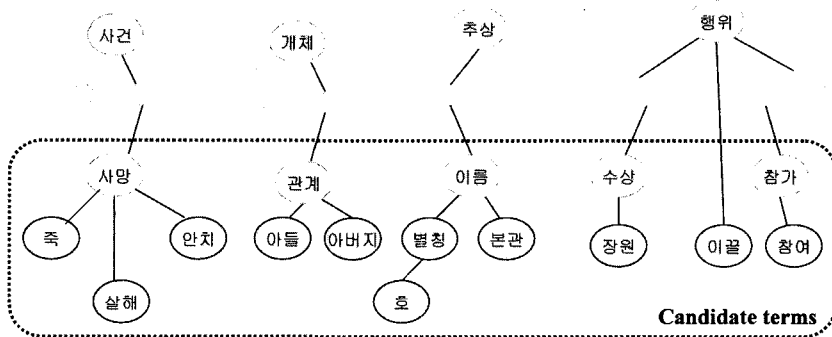 사건
개체
추상
행위
사망
관계
이름
수상
참가
죽
안치
아들
아버지
별칭
본관
장원
이끌
참여
살해
호
Candidate terms